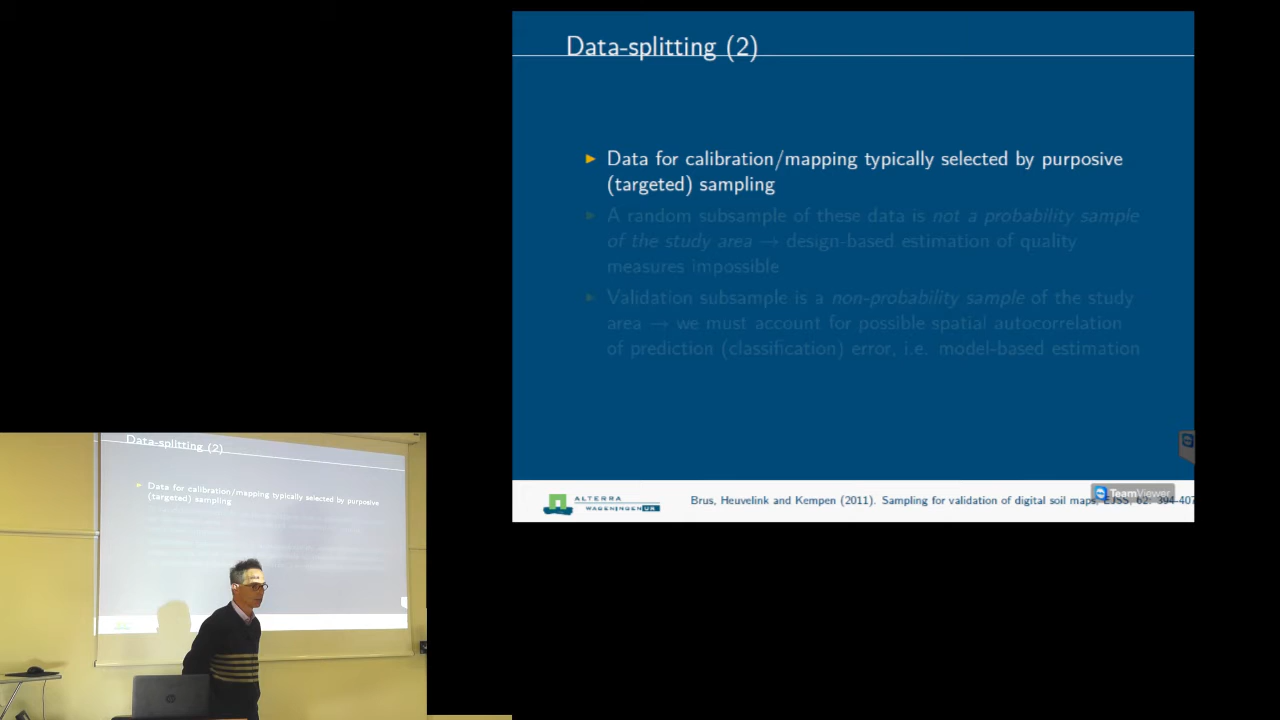 Data-splitting (2)
► Data for calibration/mapping typically selected by purposive
(targeted) sampling
► A random subsample of these data is not a probability sample
of the study area → design-based estimation of quality
measures impossible
► Validation subsample is a non-probability sample of the study
area → we must account for possible spatial autocorrelation
of prediction (classification) error, i.e. model-based estimation
ALTERRA
WAGENINGEN UR
Brus, Heuvelink and Kempen (2011). Sampling for validation of digital soil maps, EJSS, 62: 394-407
TeamViewer
Data-splitting (2)
► Data for calibration/mapping typically selected by purposive
(targeted) sampling